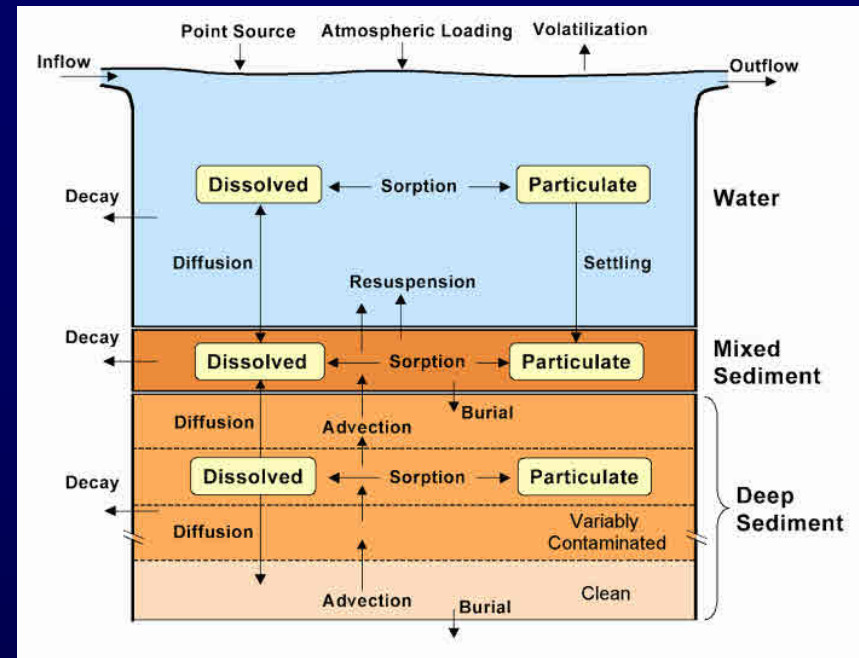 Point Source
Atmospheric Loading
Volatilization
Inflow
Outflow
Dissolved
Sorption
Particulate
Decay
Water
Diffusion
Settling
Resuspension
Decay
Dissolved
Sorption
Particulate
Mixed
Sediment
Diffusion
Advection
Burial
Dissolved
Sorption
Particulate
Decay
Deep
Sediment
Diffusion
Variably
Contaminated
Advection
Burial
Clean